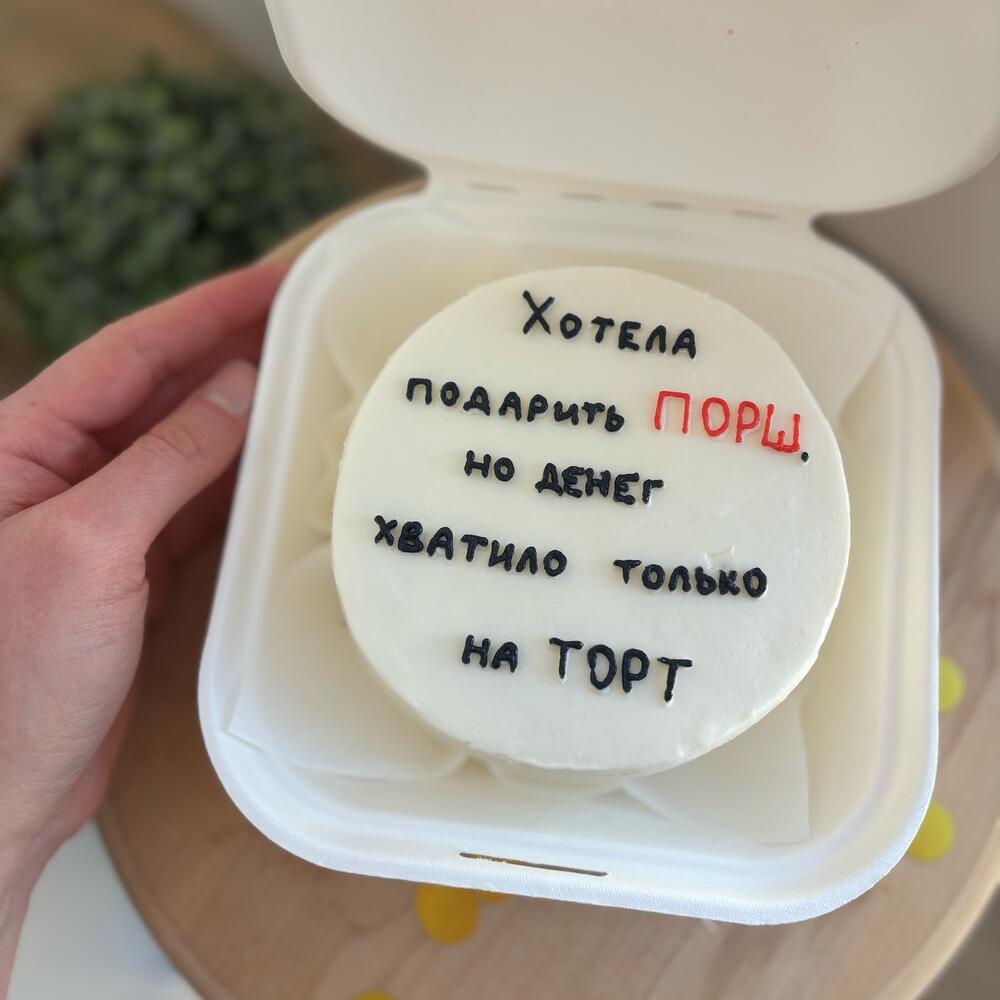 Хотела
подарить ПОРШ,
но денег
хватило только
на ТОРТ